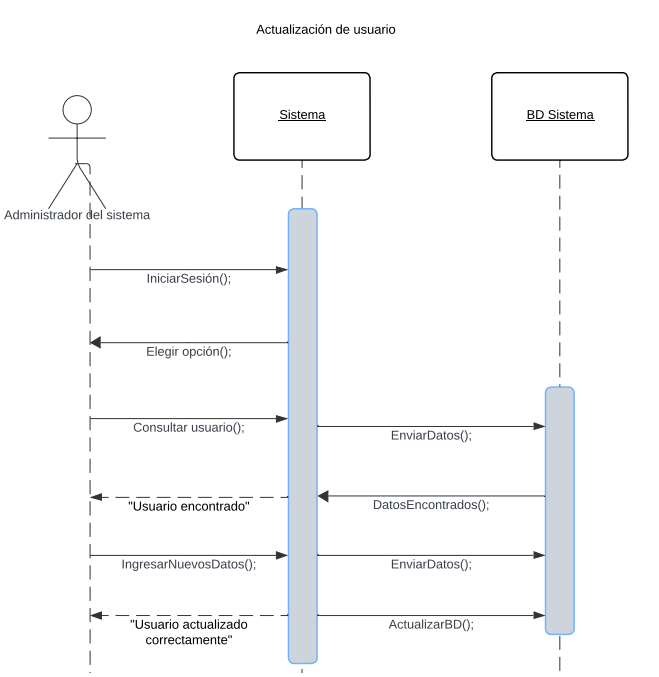 Actualización de usuario
Sistema
BD Sistema
Administrador del sistema
IniciarSesión();
Elegir opción();
Consultar usuario();
EnviarDatos();
"Usuario encontrado"
DatosEncontrados();
IngresarNuevosDatos();
EnviarDatos();
"Usuario actualizado
correctamente"
ActualizarBD();